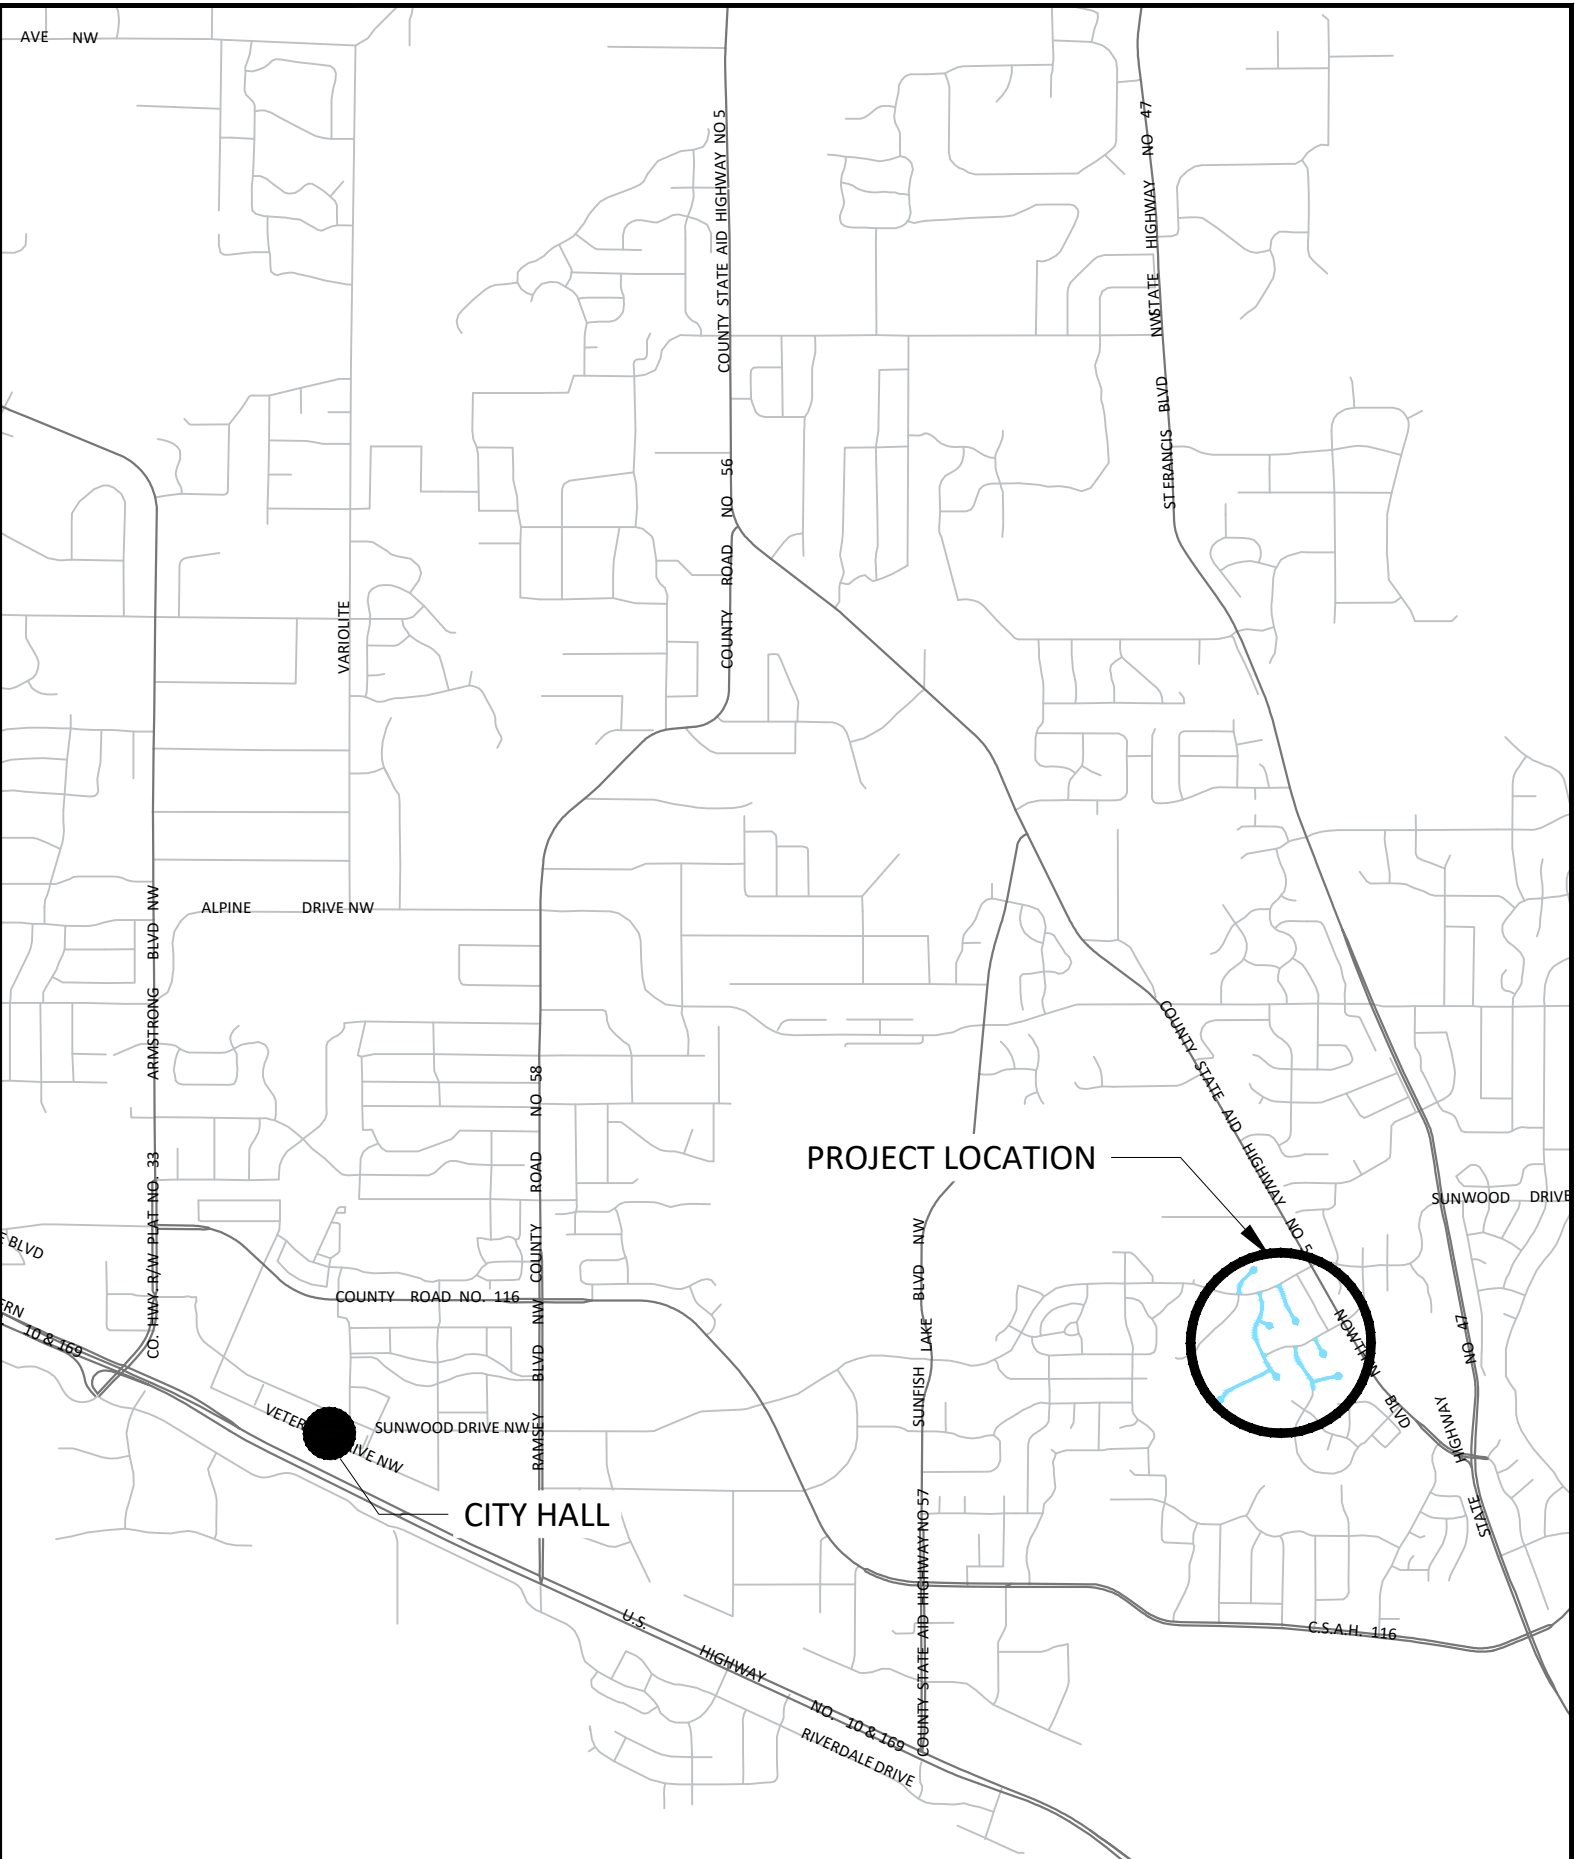 AVE NW
COUNTY STATE AID HIGHWAY NO 5
STATE HIGHWAY NO 47
NW
ST FRANCIS BLVD
COUNTY ROAD NO 56
VARIOLITE
ALPINE DRIVE NW
ARMSTRONG BLVD NW
COUNTY STATE AID HIGHWAY NO 5
COUNTY ROAD NO 58
PROJECT LOCATION
CO. HWY. R/W PLAT NO. 33
SUNWOOD DRIVE
BLVD
COUNTY ROAD NO. 116
10 & 169
SUNFISH LAKE BLVD NW
RAMSEY BLVD NW
BLVD
STATE HIGHWAY NO 47
SUNWOOD DRIVE NW
NW
CITY HALL
COUNTY STATE AID HIGHWAY NO 57
U.S. HIGHWAY NO. 10 & 169
C.S.A.H. 116
RIVERDALE DRIVE